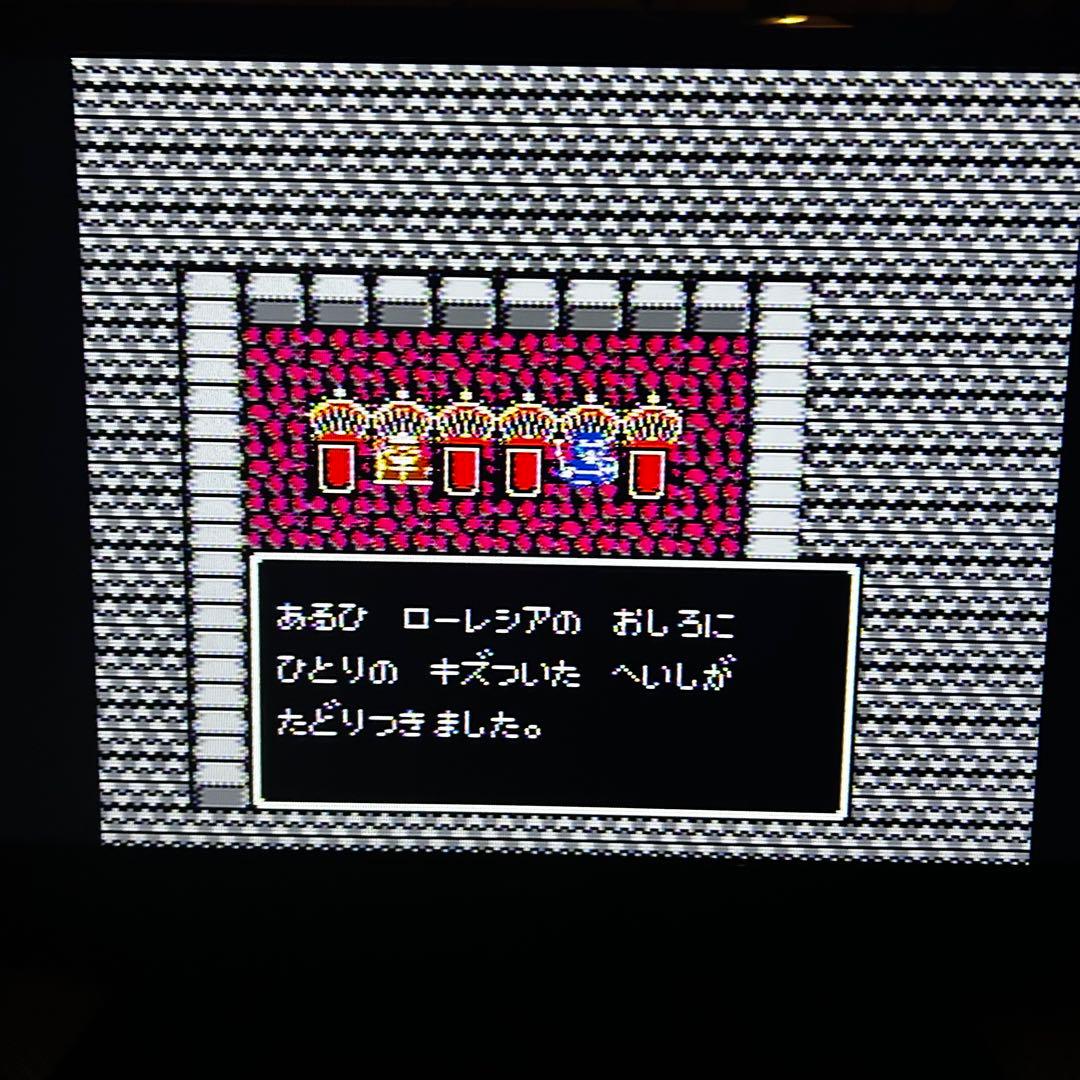 あるひ　ローレシアの　おしろに
ひとりの　キズついた　へいしが
たどりつきました。